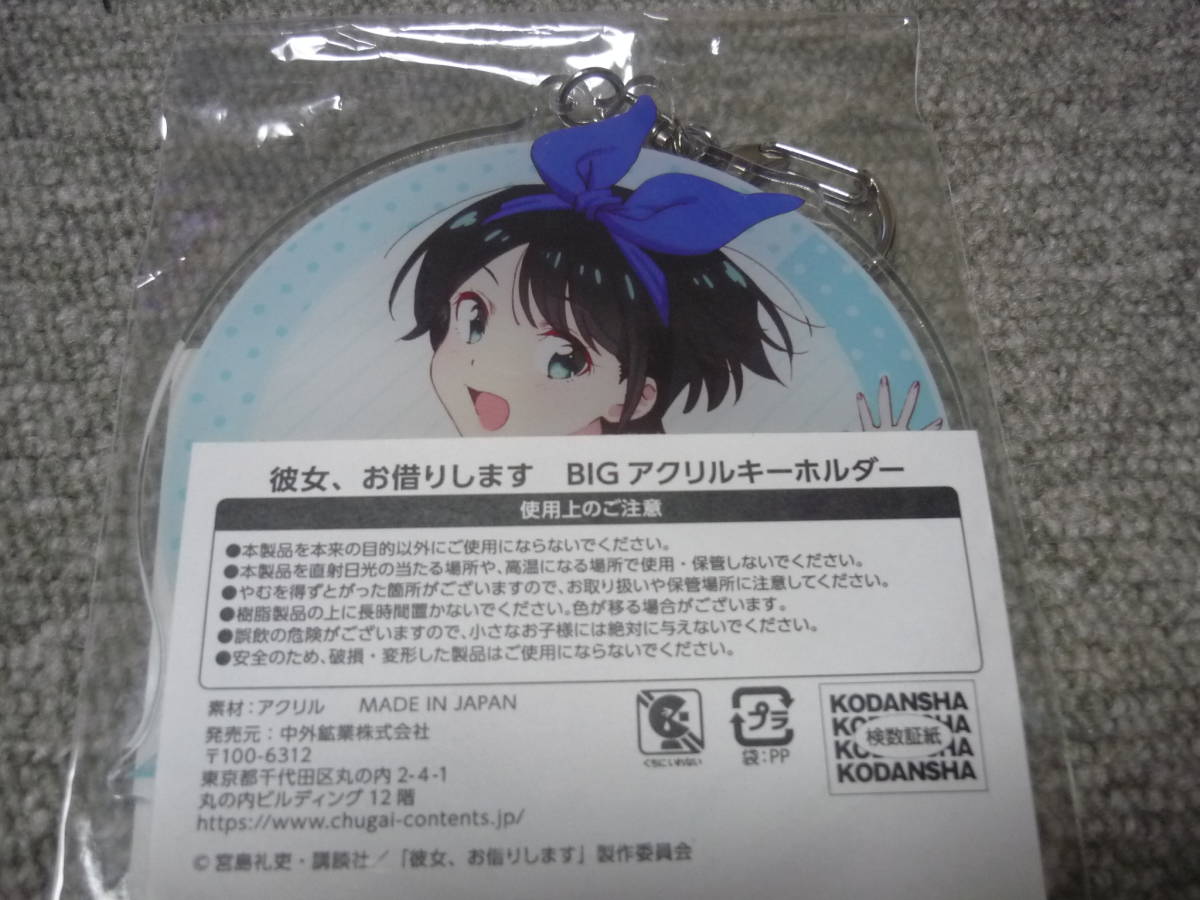 彼女、お借りします　BIGアクリルキーホルダー
使用上のご注意
●本製品を本来の目的以外にご使用にならないでください。
●本製品を直射日光の当たる場所や、高温になる場所で使用・保管しないでください。
●やむを得ずとがった箇所がございますので、お取り扱いや保管場所に注意してください。
●樹脂製品の上に長時間置かないでください。色が移る場合がございます。
●誤飲の危険がございますので、小さなお子様には絶対に与えないでください。
●安全のため、破損・変形した製品はご使用にならないでください。
素材：アクリル　MADE IN JAPAN
発売元：中外鉱業株式会社
〒100-6312
東京都千代田区丸の内2-4-1
丸の内ビルディング12階
https://www.chugai-contents.jp/
©宮島礼吏・講談社／「彼女、お借りします」製作委員会
くちにいれない
プラ
袋：PP
KODANSHA
KODANSHA
検数証紙
KODANSHA
KODANSHA